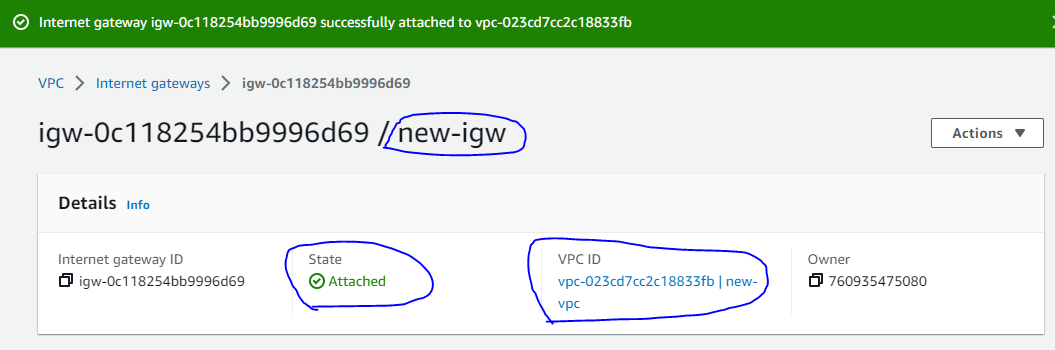 Internet gateway igw-0c118254bb9996d69 successfully attached to vpc-023cd7cc2c18833fb
VPC > Internet gateways > igw-0c118254bb9996d69
igw-0c118254bb9996d69 / new-igw
Actions
Details Info
Internet gateway ID
igw-0c118254bb9996d69
State
Attached
VPC ID
vpc-023cd7cc2c18833fb | new-
vpc
Owner
760935475080